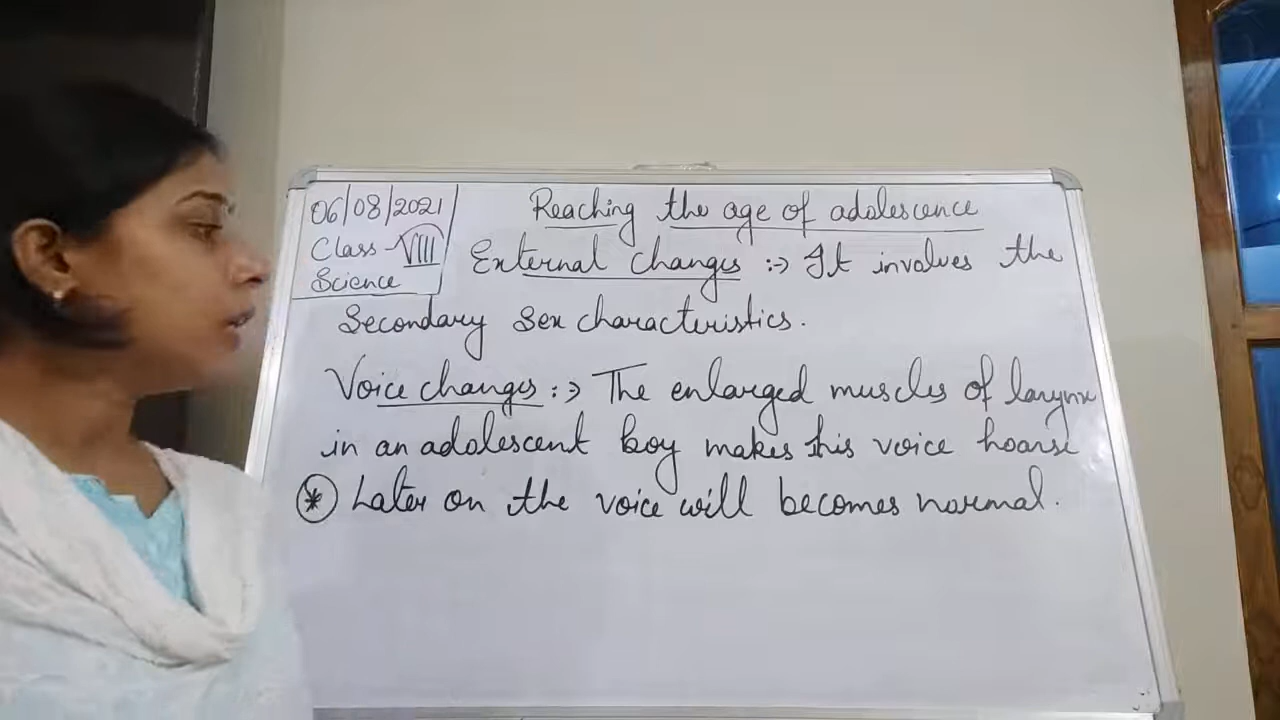 06/08/2021
Class - VIII
Science
Reaching the age of adolescence
External changes :-> It involves the
Secondary Sex characteristics.
Voice changes :-> The enlarged muscles of larynx
in an adolescent boy makes this voice hoarse
* Later on the voice will becomes normal.